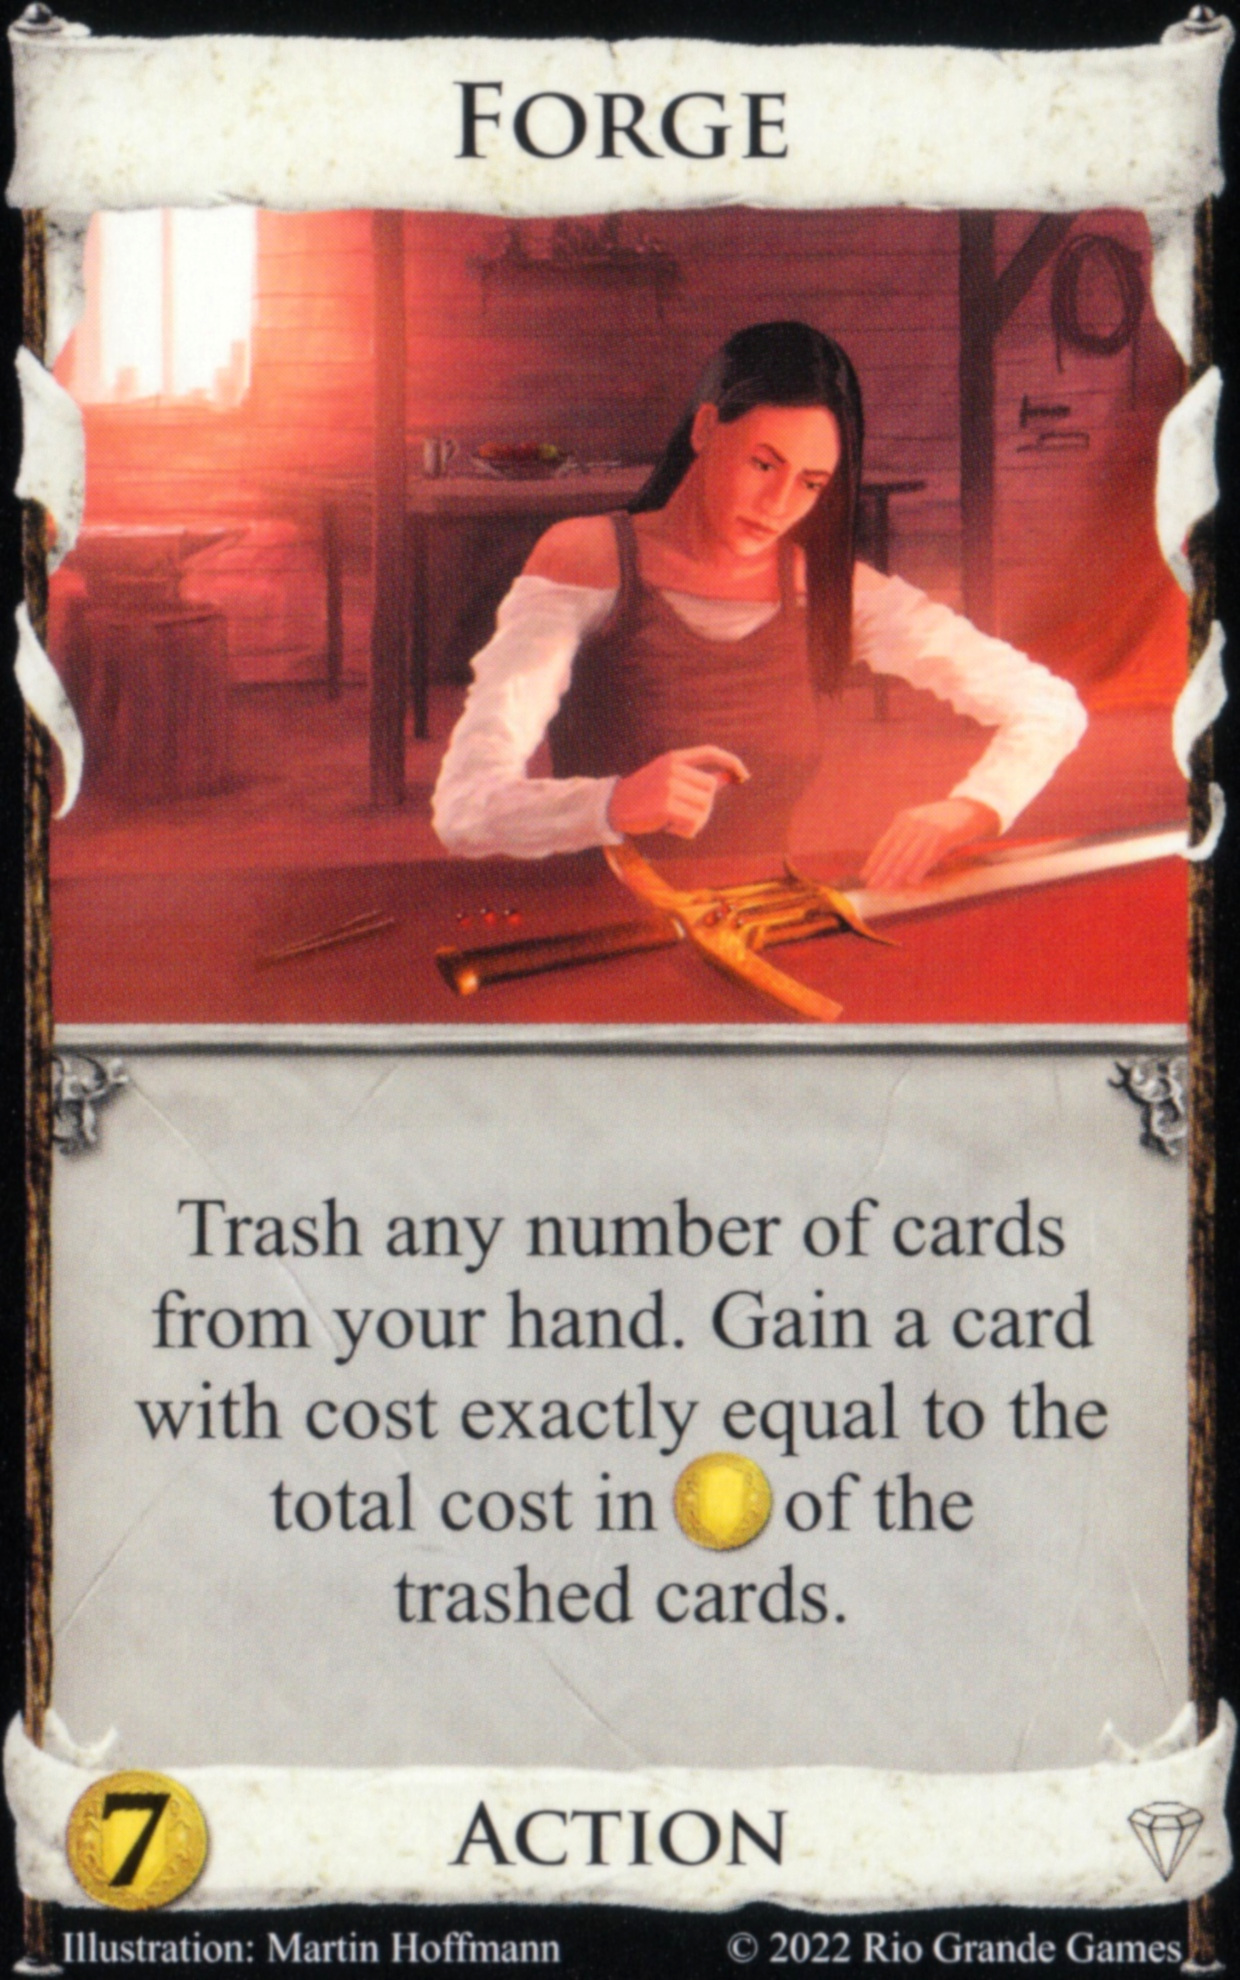 FORGE
Trash any number of cards
from your hand. Gain a card
with cost exactly equal to the
total cost in of the
trashed cards.
7 ACTION
Illustration: Martin Hoffmann © 2022 Rio Grande Games